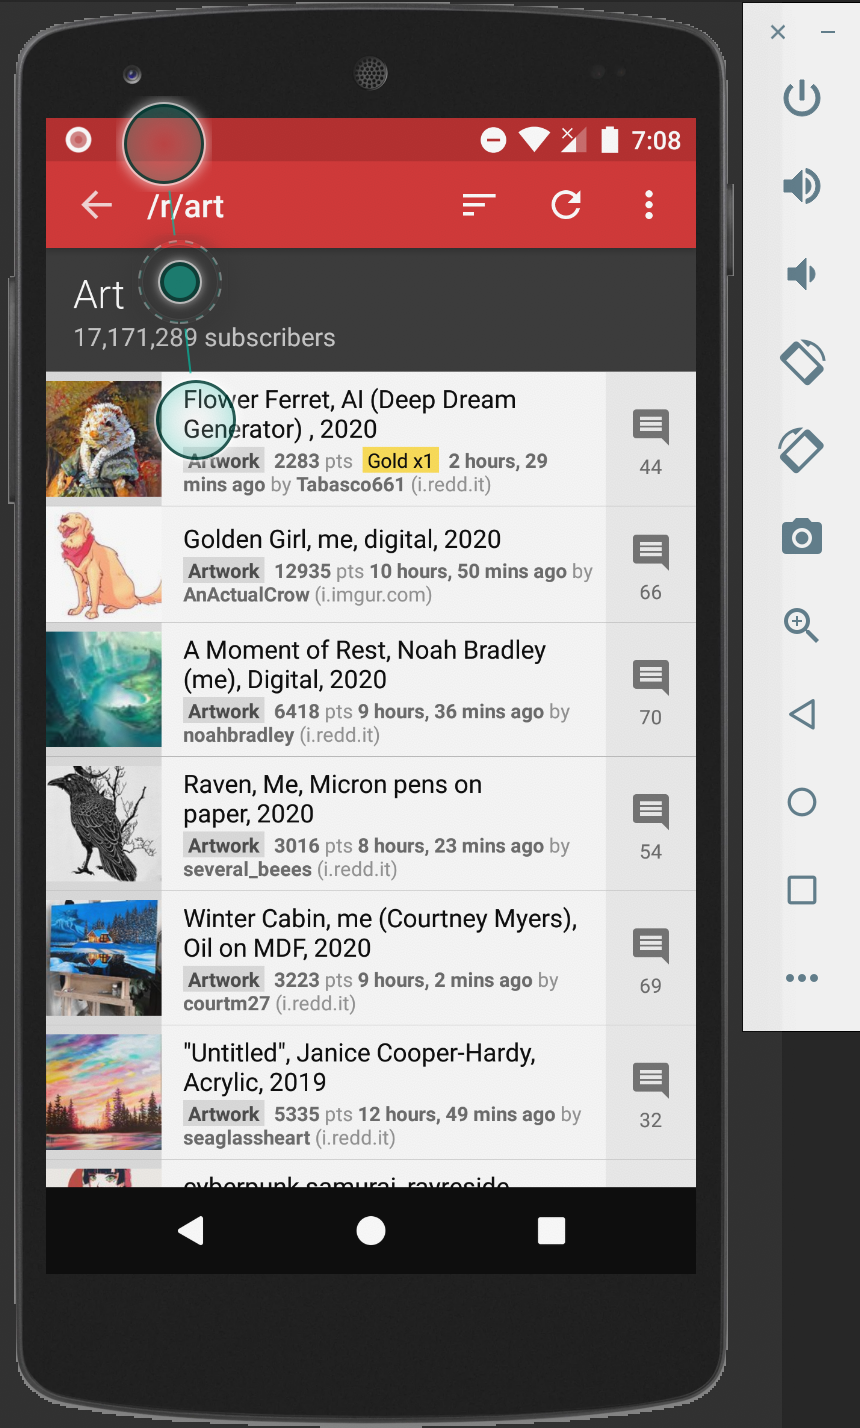 7:08
/r/art
Art
17,171,289 subscribers
Flower Ferret, AI (Deep Dream
Generator) , 2020
Artwork 2283 pts Gold x1 2 hours, 29
mins ago by Tabasco661 (i.redd.it)
44
Golden Girl, me, digital, 2020
Artwork 12935 pts 10 hours, 50 mins ago by
AnActualCrow (i.imgur.com)
66
A Moment of Rest, Noah Bradley
(me), Digital, 2020
Artwork 6418 pts 9 hours, 36 mins ago by
noahbradley (i.redd.it)
70
Raven, Me, Micron pens on
paper, 2020
Artwork 3016 pts 8 hours, 23 mins ago by
several_beees (i.redd.it)
54
Winter Cabin, me (Courtney Myers),
Oil on MDF, 2020
Artwork 3223 pts 9 hours, 2 mins ago by
courtm27 (i.redd.it)
69
"Untitled", Janice Cooper-Hardy,
Acrylic, 2019
Artwork 5335 pts 12 hours, 49 mins ago by
seaglassheart (i.redd.it)
32
cyberpunk samurai, rayreside